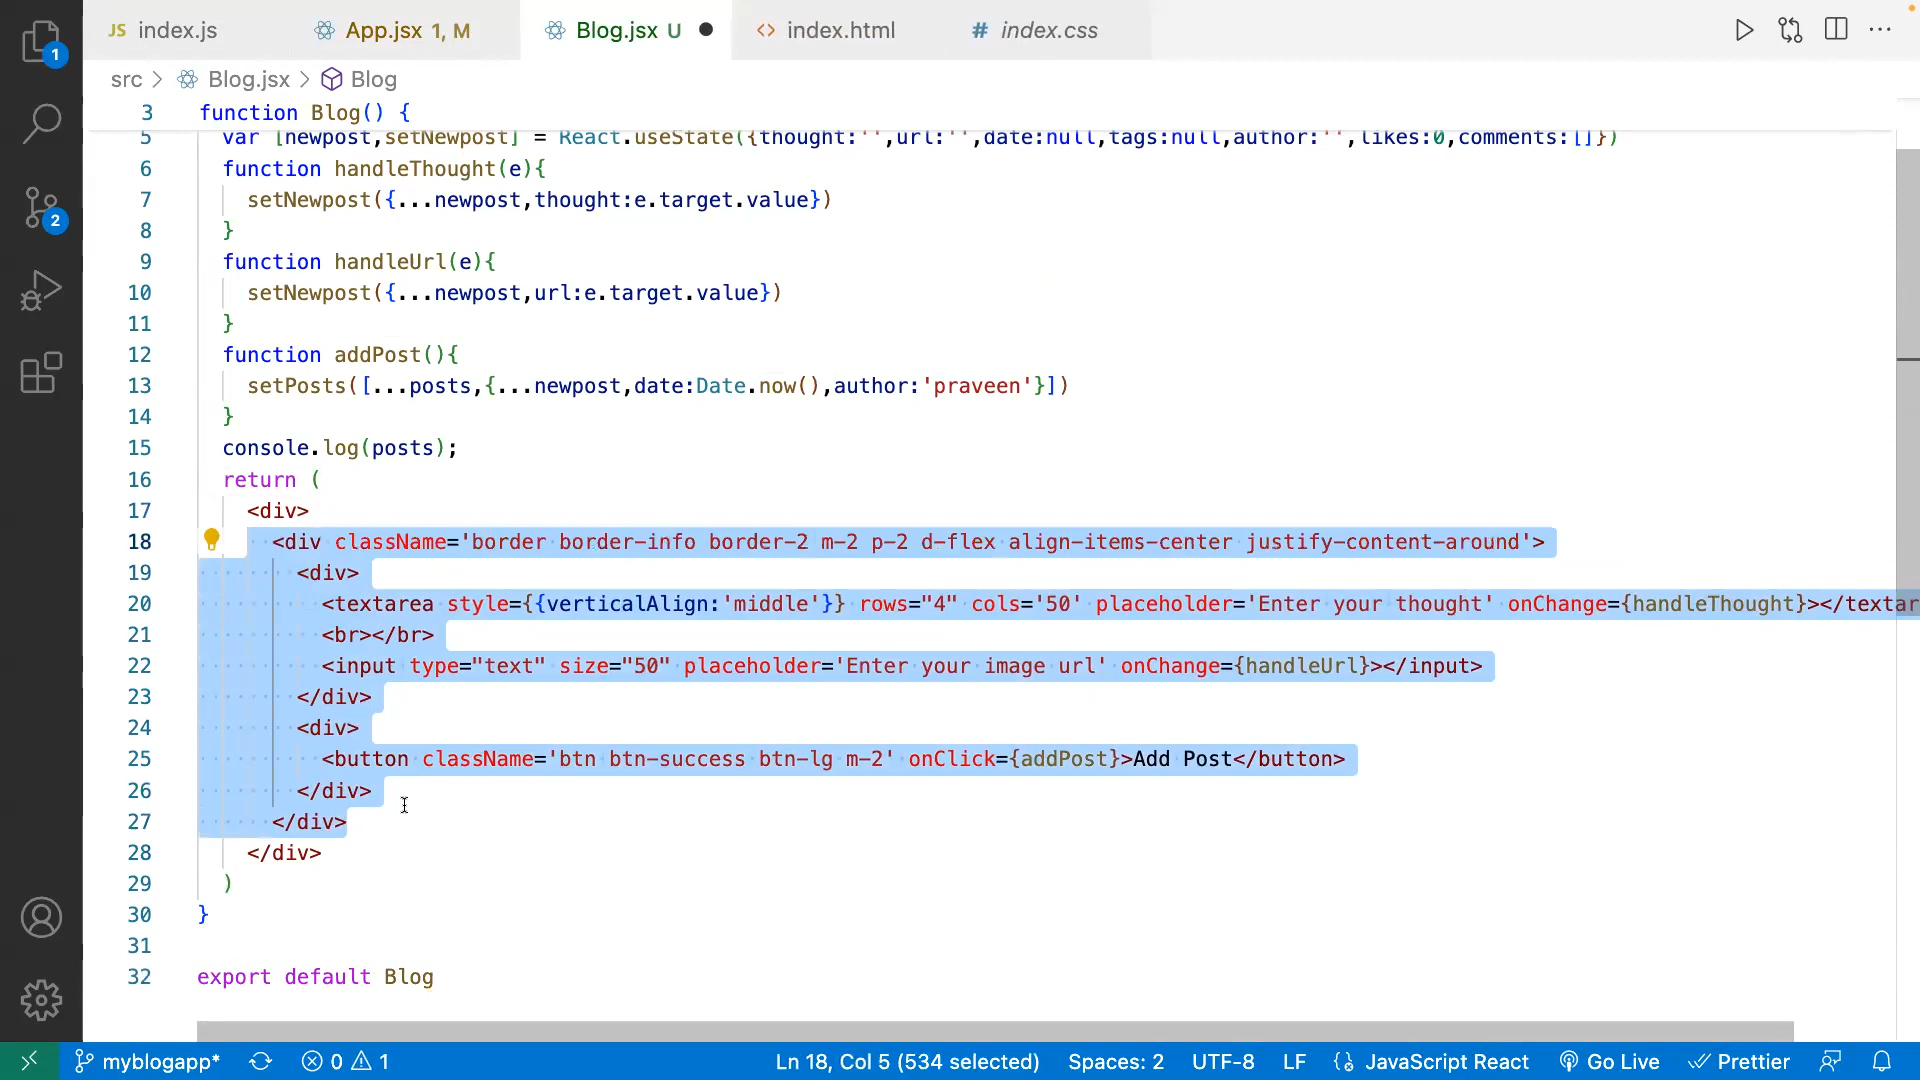 1
2
JS index.js
App.jsx 1, M
Blog.jsx U
<> index.html
# index.css
src > Blog.jsx > Blog
3 function Blog() {
5 var [newpost,setNewpost] = React.useState({thought:'',url:'',date:null,tags:null,author:'',likes:0,comments:[]})
6 function handleThought(e){
7 setNewpost({...newpost,thought:e.target.value})
8 }
9 function handleUrl(e){
10 setNewpost({...newpost,url:e.target.value})
11 }
12 function addPost(){
13 setPosts([...posts,{...newpost,date:Date.now(),author:'praveen'}])
14 }
15 console.log(posts);
16 return (
17 <div>
18 <div className='border border-info border-2 m-2 p-2 d-flex align-items-center justify-content-around'>
19 <div>
20 <textarea style={{verticalAlign:'middle'}} rows="4" cols='50' placeholder='Enter your thought' onChange={handleThought}></textar
21 <br></br>
22 <input type="text" size="50" placeholder='Enter your image url' onChange={handleUrl}></input>
23 </div>
24 <div>
25 <button className='btn btn-success btn-lg m-2' onClick={addPost}>Add Post</button>
26 </div>
27 </div>
28 </div>
29 )
30 }
31
32 export default Blog
myblogapp* 0 1 Ln 18, Col 5 (534 selected) Spaces: 2 UTF-8 LF JavaScript React Go Live Prettier